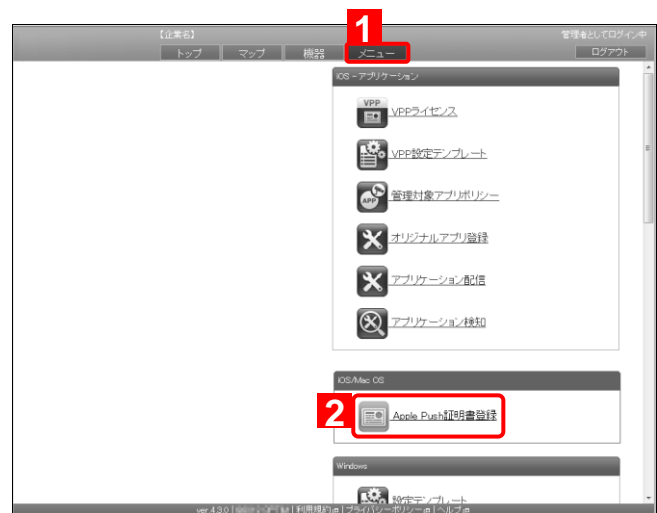 1
【企業名】
管理者としてログイン中
トップ マップ 機器 メニュー
ログアウト
iOS - アプリケーション
VPP
VPPライセンス
VPP設定テンプレート
APP
管理対象アプリポリシー
オリジナルアプリ登録
アプリケーション配信
アプリケーション検知
iOS/Mac OS
2
Apple Push証明書登録
Windows
設定テンプレート
ver 4.3.0 | 利用規約 | プライバシーポリシー | ヘルプ